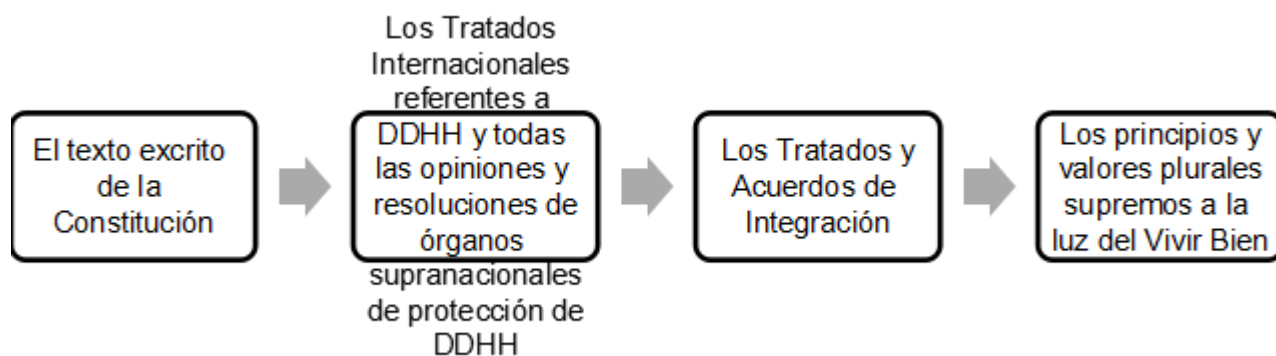 El texto excrito
de la
Constitución
Los Tratados
Internacionales
referentes a
DDHH y todas
las opiniones y
resoluciones de
órganos
supranacionales
de protección de
DDHH
Los Tratados y
Acuerdos de
Integración
Los principios y
valores plurales
supremos a la
luz del Vivir Bien